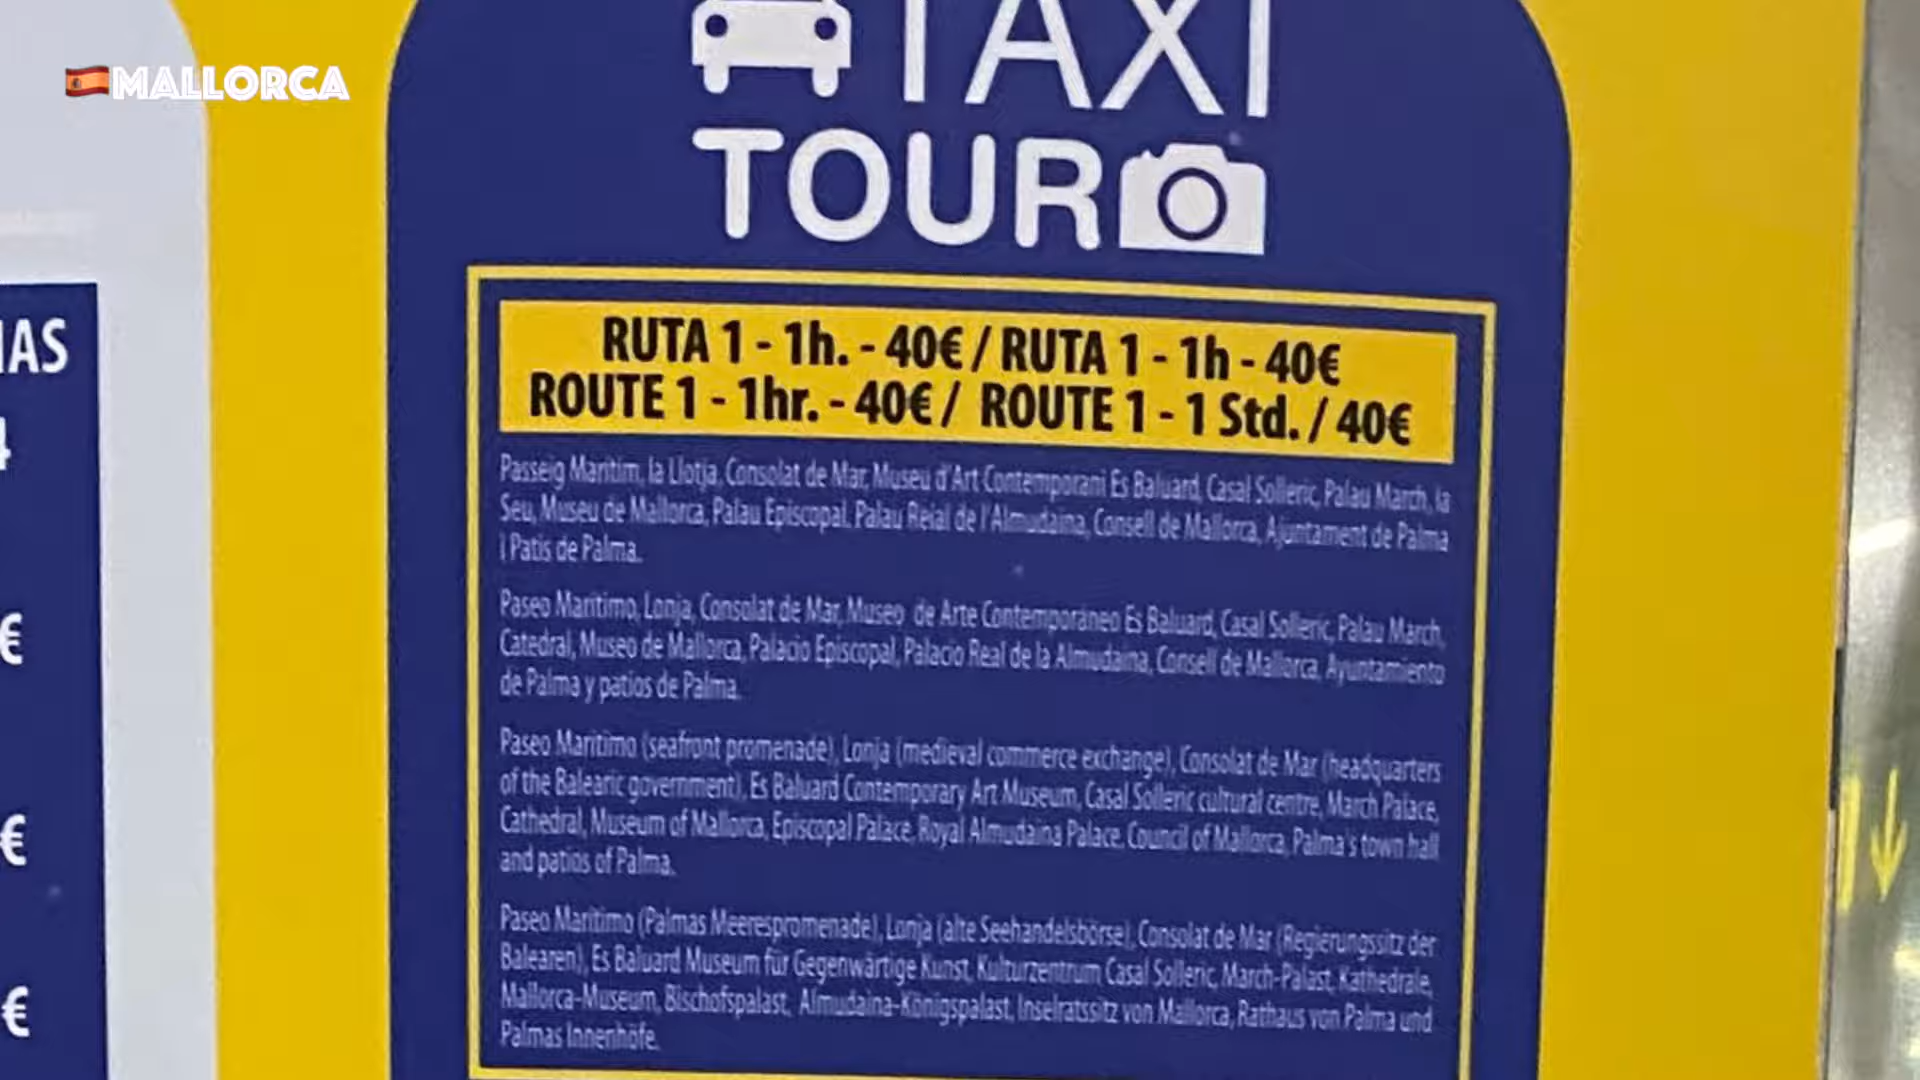 🇪🇸MALLORCA
TAXI
TOUR
IAS
4
€
€
€
RUTA 1 - 1h. - 40€ / RUTA 1 - 1h - 40€
ROUTE 1 - 1hr. - 40€ / ROUTE 1 - 1 Std. / 40€
Passeig Marítim, la Llotja, Consolat de Mar, Museu d'Art Contemporani Es Baluard, Casal Solleric, Palau March, la
Seu, Museu de Mallorca, Palau Episcopal. Palau Reial de l'Almudaina, Consell de Mallorca, Ajuntament de Palma
i Patis de Palma.
Paseo Marítimo, Lonja, Consolat de Mar, Museo de Arte Contemporáneo Es Baluard, Casal Solleric, Palau March,
Catedral, Museo de Mallorca, Palacio Episcopal, Palacio Real de la Almudaina, Consell de Mallorca, Ayuntamiento
de Palma y patios de Palma.
Paseo Marítimo (seafront promenade), Lonja (medieval commerce exchange), Consolat de Mar (headquarters
of the Balearic government), Es Baluard Contemporary Art Museum, Casal Solleric cultural centre, March Palace,
Cathedral, Museum of Mallorca, Episcopal Palace, Royal Almudaina Palace. Council of Mallorca, Palma's town hall
and patios of Palma.
Paseo Marítimo (Palmas Meerespromenade), Lonja (alte Seehandelsbörse), Consolat de Mar (Regierungssitz der
Balearen), Es Baluard Museum für Gegenwärtige Kunst, Kulturzentrum Casal Solleric, March-Palast, Kathedrale,
Mallorca-Museum, Bischofspalast, Almudaina-Königspalast, Inselratssitz von Mallorca, Rathaus von Palma und
Palmas Innenhöfe.